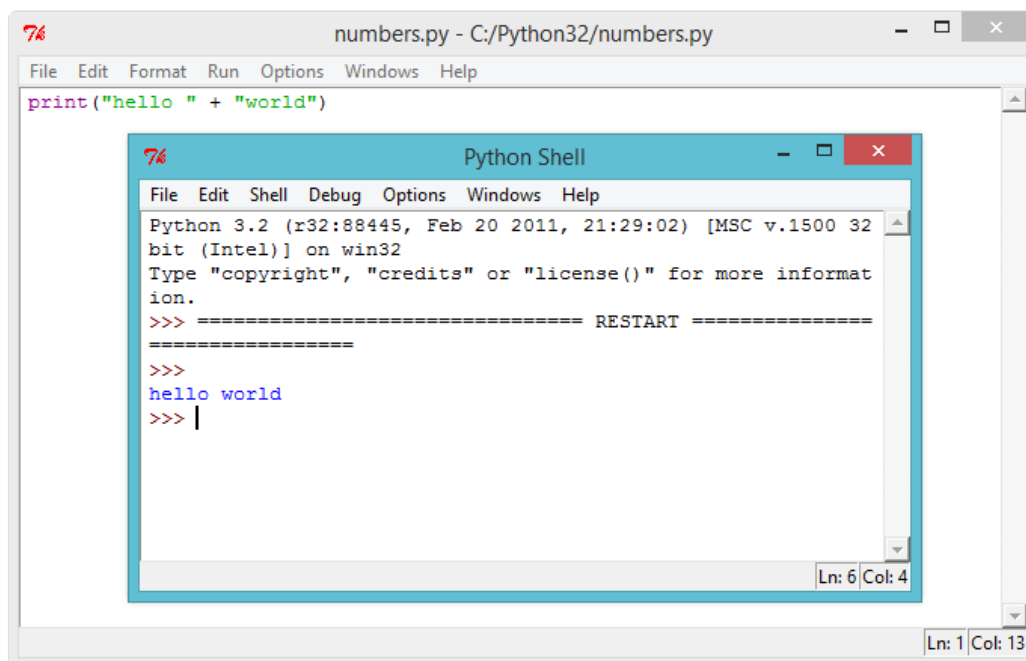 numbers.py - C:/Python32/numbers.py
File Edit Format Run Options Windows Help
print("hello " + "world")
Python Shell
File Edit Shell Debug Options Windows Help
Python 3.2 (r32:88445, Feb 20 2011, 21:29:02) [MSC v.1500 32
bit (Intel)] on win32
Type "copyright", "credits" or "license()" for more informat
ion.
>>> ================================ RESTART ===============
=================
>>>
hello world
>>>
Ln: 6 Col: 4
Ln: 1 Col: 13